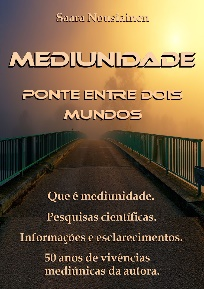 Saara Nousiainen
MEDIUNIDADE
PONTE ENTRE DOIS
MUNDOS
Que é mediunidade.
Pesquisas científicas.
Informações e esclarecimentos.
50 anos de vivências
mediúnicas da autora.